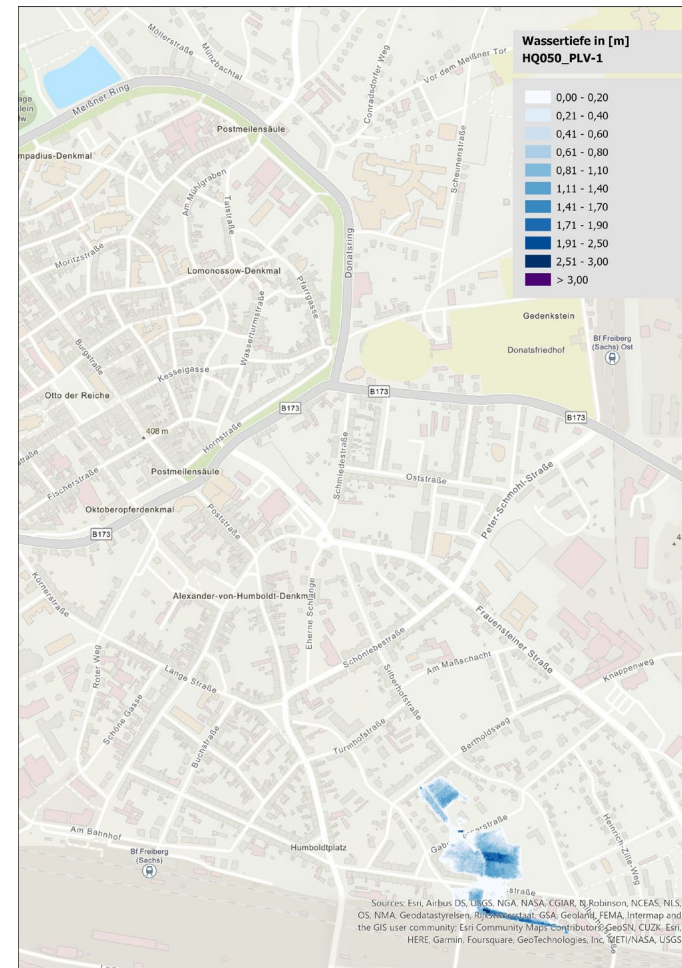 Wassertiefe in [m]
HQ050_PLV-1
0,00 - 0,20
0,21 - 0,40
0,41 - 0,60
0,61 - 0,80
0,81 - 1,10
1,11 - 1,40
1,41 - 1,70
1,71 - 1,90
1,91 - 2,50
2,51 - 3,00
> 3,00
Möllerstraße
Münzbachtal
Conradsdorfer Weg
Vor dem Meißner Tor
Meißner Ring
Postmeilensäule
Scheunenstraße
mpadius-Denkmal
Am Mühlgraben
Talstraße
Moritzstraße
Lomonossow-Denkmal
Donatsring
Pfarrgasse
Wasserturmstraße
Gedenkstein
Burgstraße
Kesselgasse
Donatsfriedhof
Bf Freiberg
(Sachs) Ost
Otto der Reiche
B173
B173
B173
408 m
Hornstraße
Schmiedestraße
Fischerstraße
Postmeilensäule
Oststraße
Peter-Schmohl-Straße
Oktoberopferdenkmal
Poststraße
B173
Körnerstraße
Alexander-von-Humboldt-Denkmal
Eherne Schlange
Frauensteiner Straße
Roter Weg
Lange Straße
Schönlebestraße
Silberhofstraße
Am Maßschacht
Knappenweg
Schöne Gasse
Buchstraße
Turmhofstraße
Bertholdsweg
Am Bahnhof
Bf Freiberg
(Sachs)
Humboldtplatz
Heinrich-Zille-Weg
straße
Sources: Esri, Airbus DS, USGS, NGA, NASA, CGIAR, N Robinson, NCEAS, NLS,
OS, NMA, Geodatastyrelsen, Rijkswaterstaat, GSA, Geoland, FEMA, Intermap and
the GIS user community; Esri Community Maps Contributors, GeoSN, CUZK, Esri,
HERE, Garmin, Foursquare, GeoTechnologies, Inc, METI/NASA, USGS